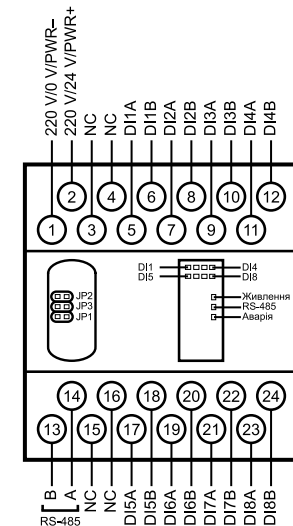 220 V/0 V/PWR–
220 V/24 V/PWR+
NC
NC
DI1A
DI1B
DI2A
DI2B
DI3A
DI3B
DI4A
DI4B
2 4 6 8 10 12
1 3 5 7 9 11
DI1 DI4
DI5 DI8
JP2
JP3
JP1
Живлення
RS-485
Аварія
14 16 18 20 22 24
13 15 17 19 21 23
B
A
NC
NC
DI5A
DI5B
DI6A
DI6B
DI7A
DI7B
DI8A
DI8B
RS-485